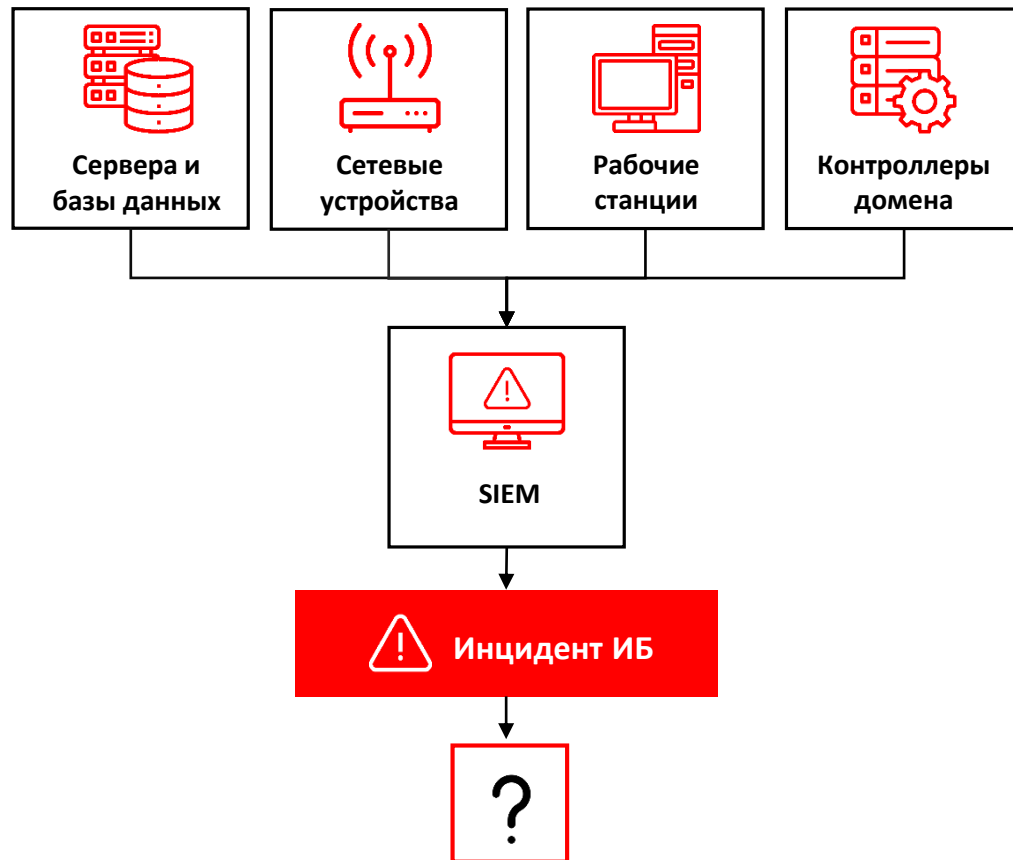 Сервера и
базы данных
Сетевые
устройства
Рабочие
станции
Контроллеры
домена
SIEM
Инцидент ИБ
?